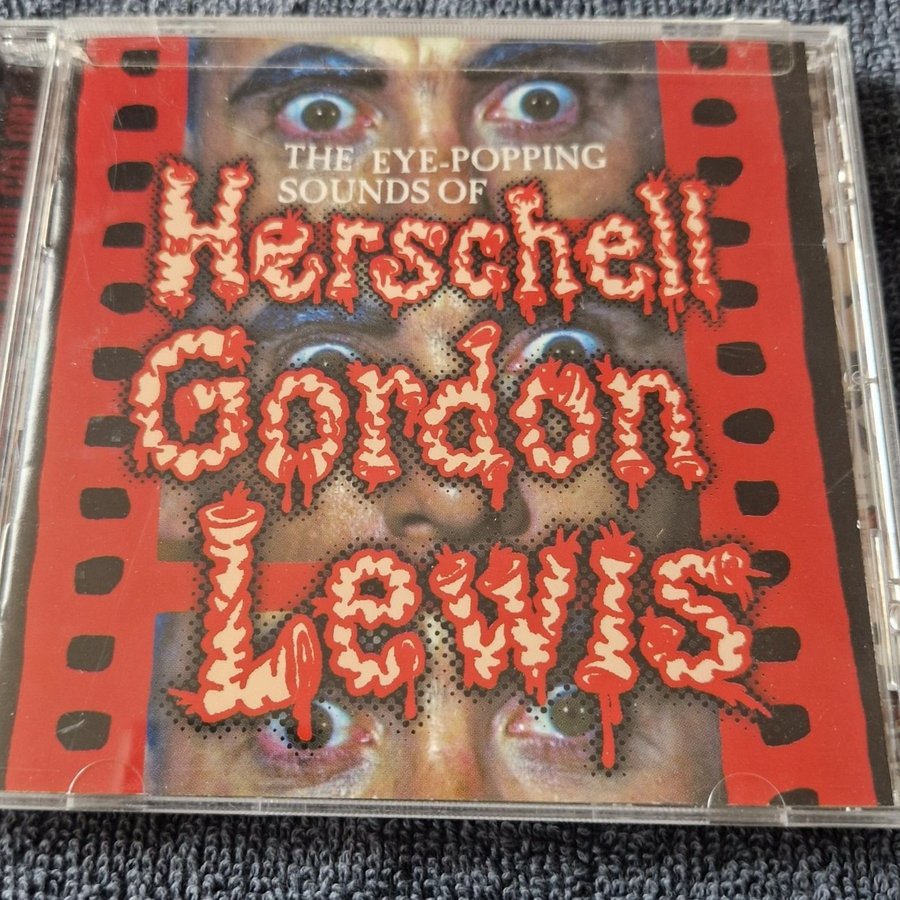 THE EYE-POPPING
SOUNDS OF
Herschell
Gordon
Lewis